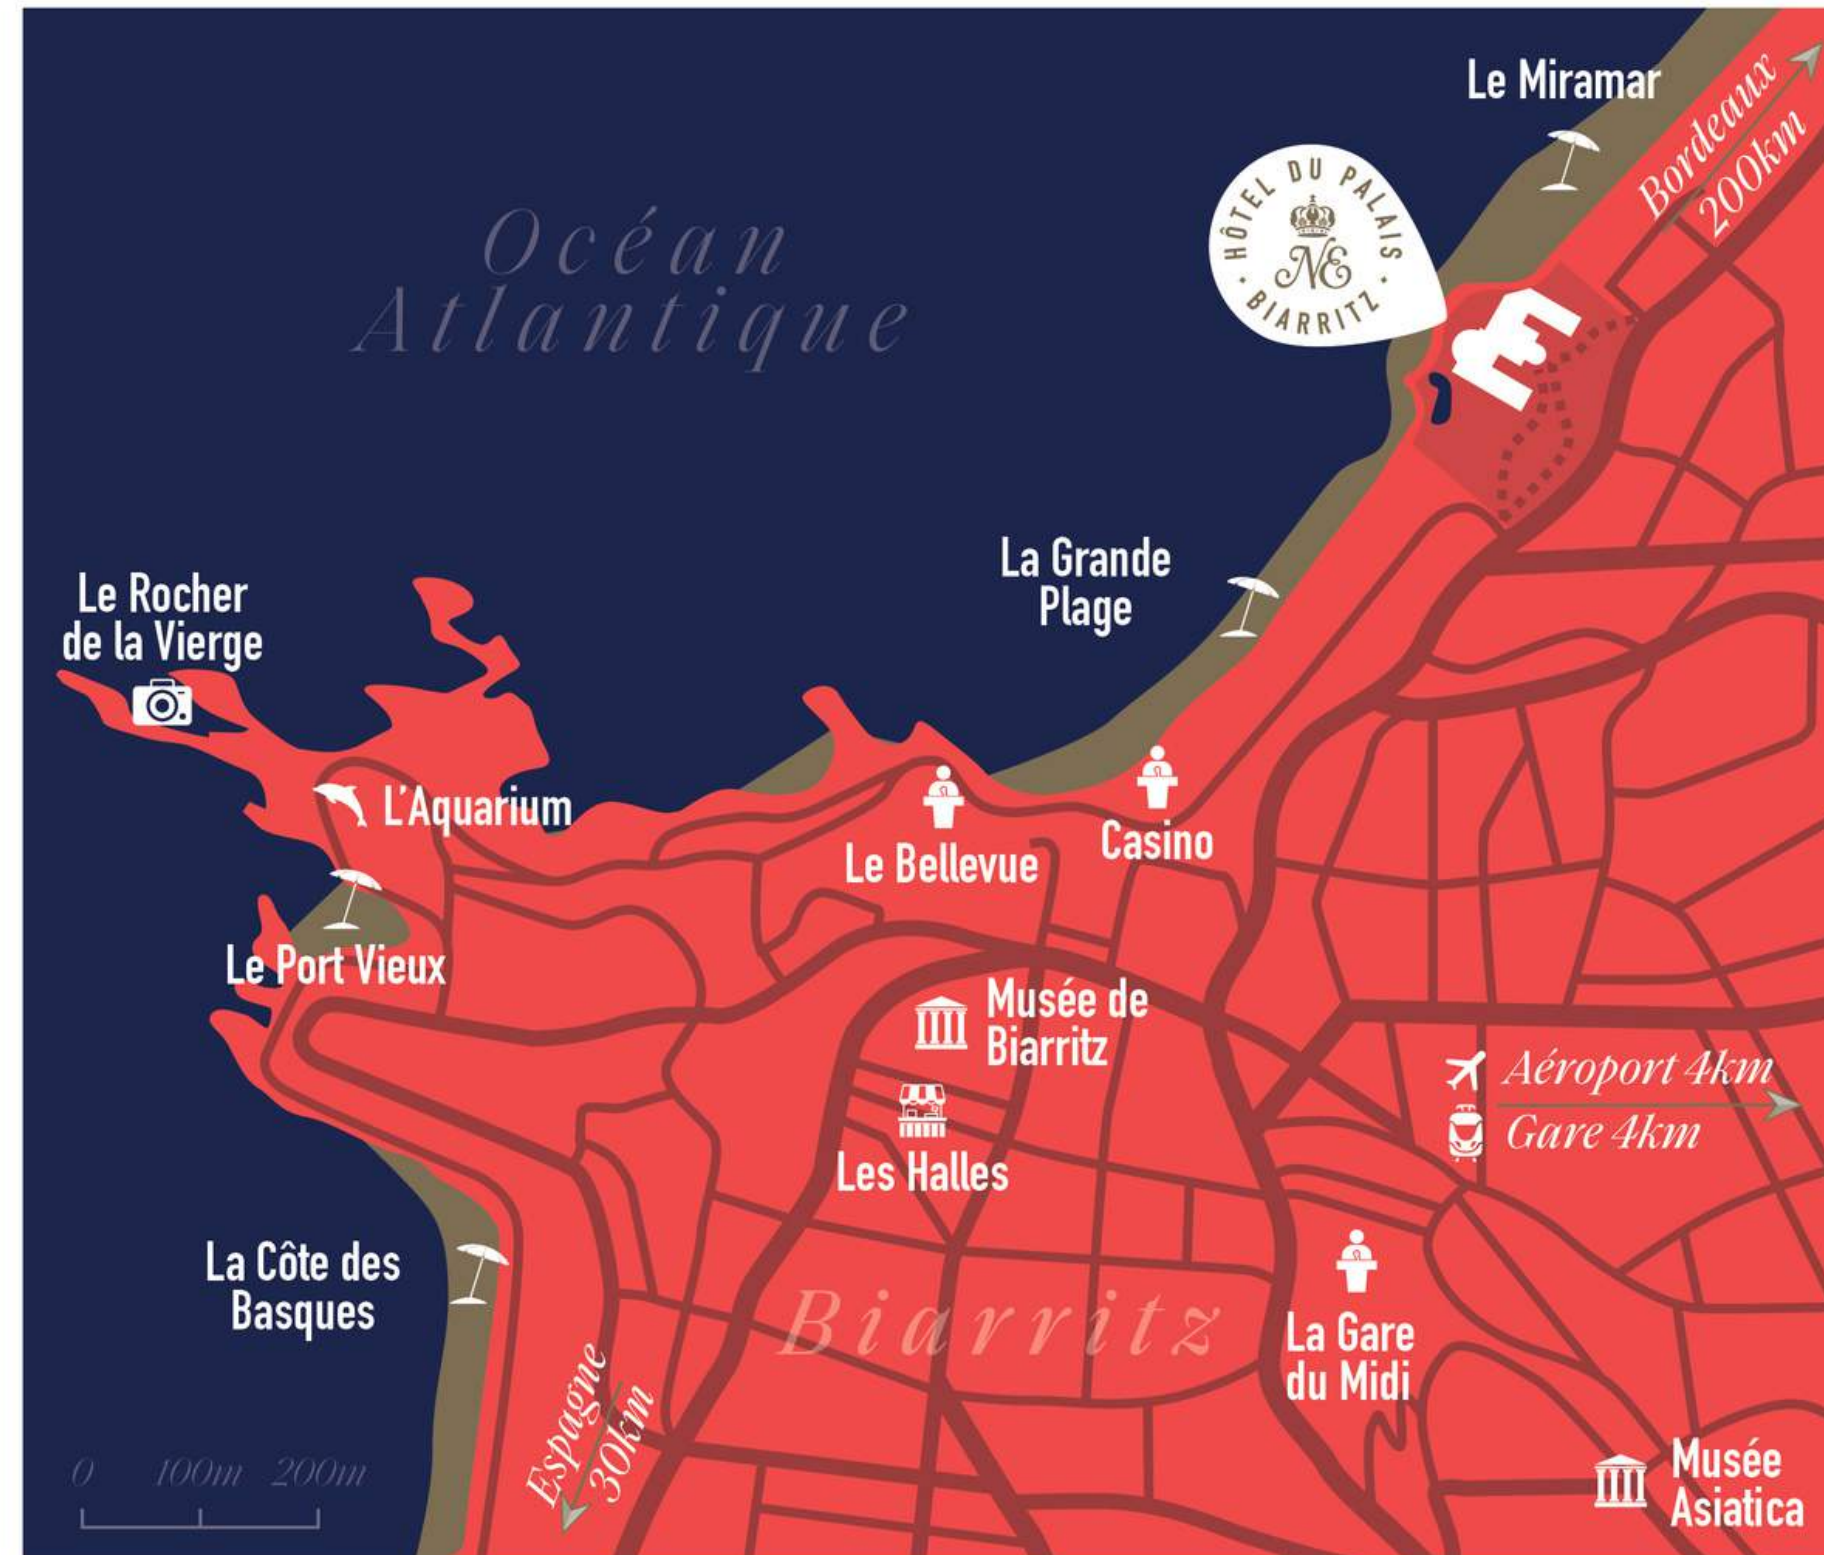 Le Miramar
Bordeaux
200km
HÔTEL DU PALAIS
NE
BIARRITZ
Océan
Atlantique
La Grande
Plage
Le Rocher
de la Vierge
L'Aquarium
Le Bellevue
Casino
Le Port Vieux
Musée de
Biarritz
Aéroport 4km
Gare 4km
Les Halles
La Côte des
Basques
Biarritz
La Gare
du Midi
Espagne
30km
Musée
Asiatica
0 100m 200m